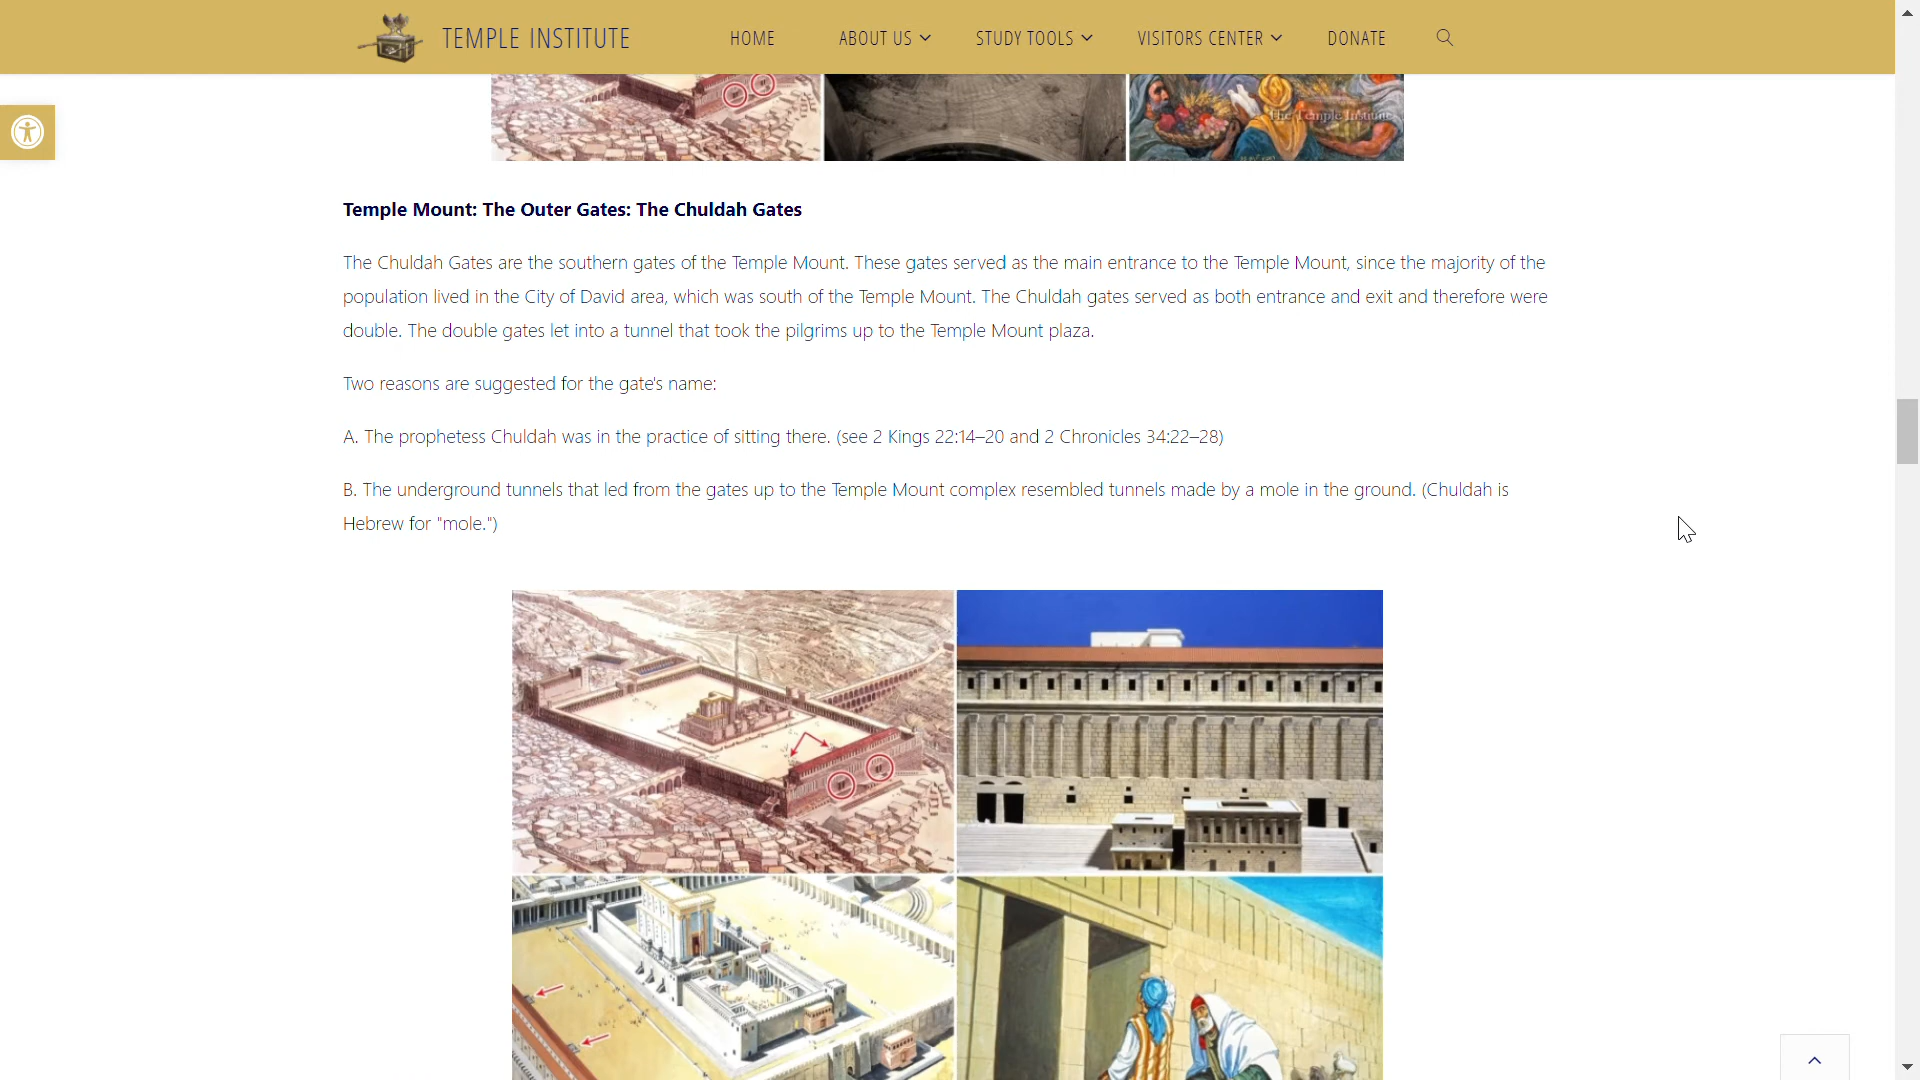 TEMPLE INSTITUTE
HOME
ABOUT US
STUDY TOOLS
VISITORS CENTER
DONATE
The Temple Institute
Temple Mount: The Outer Gates: The Chuldah Gates
The Chuldah Gates are the southern gates of the Temple Mount. These gates served as the main entrance to the Temple Mount, since the majority of the
population lived in the City of David area, which was south of the Temple Mount. The Chuldah gates served as both entrance and exit and therefore were
double. The double gates let into a tunnel that took the pilgrims up to the Temple Mount plaza.
Two reasons are suggested for the gate's name:
A. The prophetess Chuldah was in the practice of sitting there. (see 2 Kings 22:14–20 and 2 Chronicles 34:22–28)
B. The underground tunnels that led from the gates up to the Temple Mount complex resembled tunnels made by a mole in the ground. (Chuldah is
Hebrew for "mole.")